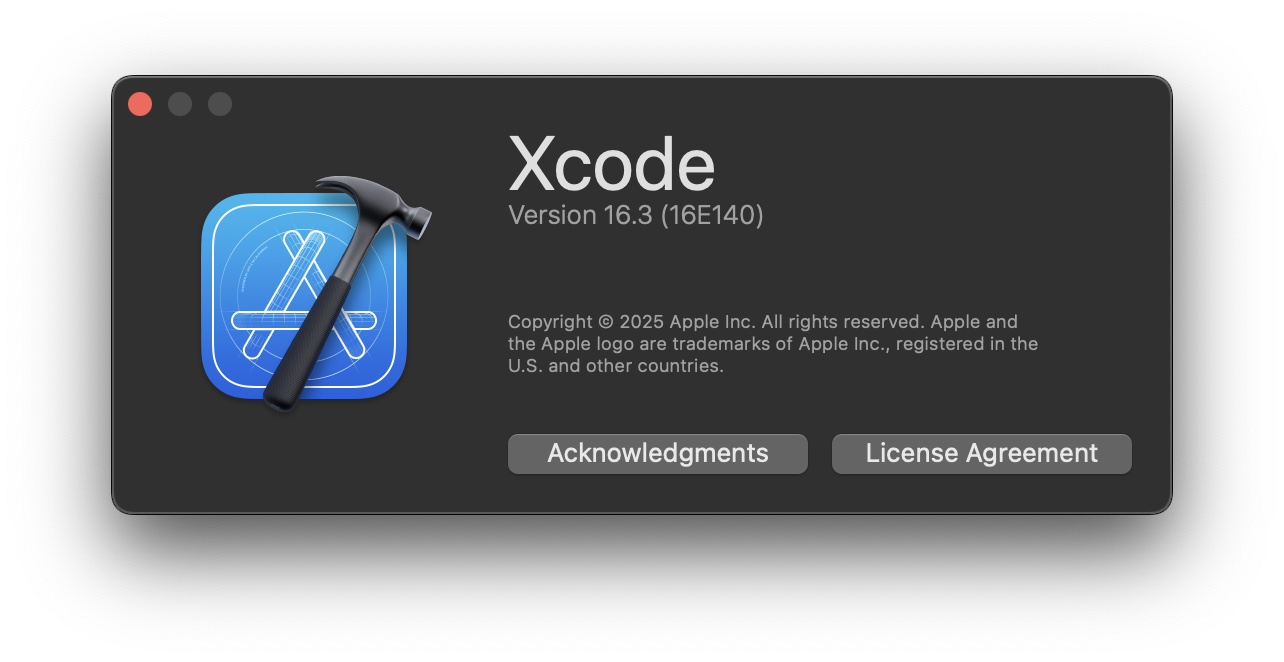 Xcode
Version 16.3 (16E140)
Copyright © 2025 Apple Inc. All rights reserved. Apple and
the Apple logo are trademarks of Apple Inc., registered in the
U.S. and other countries.
Acknowledgments
License Agreement